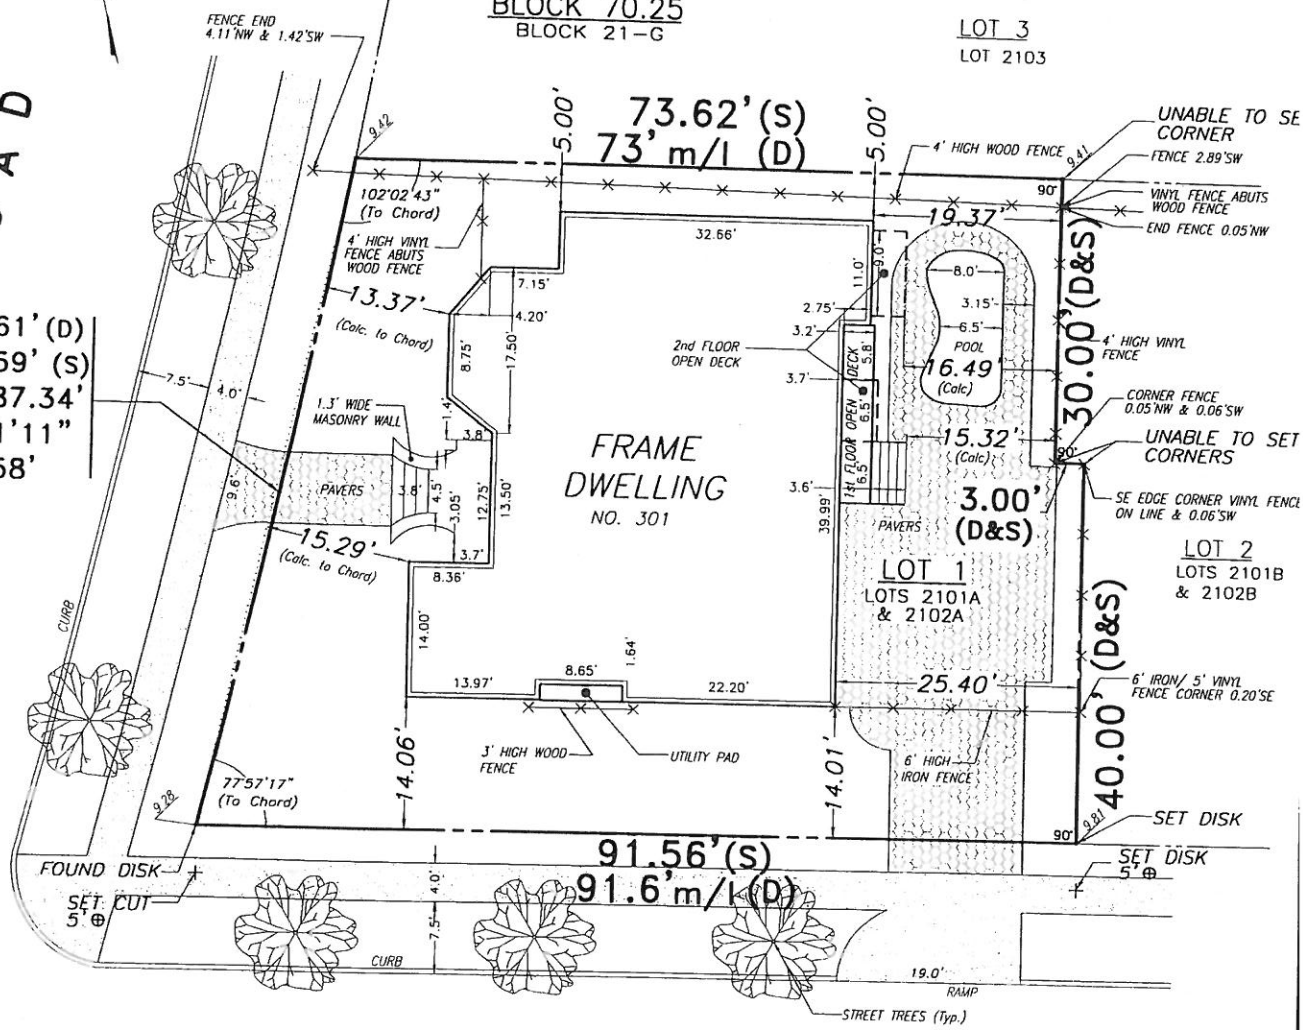 BLOCK 70.25
BLOCK 21-G
LOT 3
LOT 2103
FENCE END
4.11'NW & 1.42'SW
A D
9.42
5.00'
73.62'(S)
73' m/l (D)
5.00'
4' HIGH WOOD FENCE
9.41
UNABLE TO SE
CORNER
FENCE 2.89'SW
90°
VINYL FENCE ABUTS
WOOD FENCE
END FENCE 0.05'NW
102°02'43"
(To Chord)
4' HIGH VINYL
FENCE ABUTS
WOOD FENCE
32.66'
19.37'
11.0'
9.0'
8.0'
3.15'
6.5'
POOL
16.49'
(Calc)
30.00'(D&S)
7.15'
4.20'
13.37'
(Calc. to Chord)
8.75'
17.50'
2.75'
3.2'
5.8'
2nd FLOOR
OPEN DECK
3.7'
4' HIGH VINYL
FENCE
61'(D)
59' (S)
37.34'
1'11"
58'
7.5'
4.0'
1.3' WIDE
MASONRY WALL
1.4'
3.8'
1st FLOOR OPEN DECK
6.5'
6.5'
15.32'
(Calc)
CORNER FENCE
0.05'NW & 0.06'SW
UNABLE TO SET
CORNERS
90°
FRAME
DWELLING
NO. 301
9.6'
PAVERS
3.8'
4.5'
3.05'
12.75'
13.50'
3.6'
39.99'
3.00'
(D&S)
PAVERS
SE EDGE CORNER VINYL FENCE
ON LINE & 0.06'SW
15.29'
(Calc. to Chord)
3.7'
8.36'
LOT 1
LOTS 2101A
& 2102A
LOT 2
LOTS 2101B
& 2102B
CURB
14.00'
13.97'
8.65'
1.64'
22.20'
25.40'
40.00' (D&S)
6' IRON/ 5' VINYL
FENCE CORNER 0.20'SE
14.06'
3' HIGH WOOD
FENCE
UTILITY PAD
14.01'
6' HIGH
IRON FENCE
77°57'17"
(To Chord)
9.28
9.81
90°
SET DISK
91.56'(S)
91.6'm/l(D)
FOUND DISK
SET CUT
5'⊕
4.0'
7.5'
SET DISK
5'⊕
CURB
19.0'
RAMP
STREET TREES (Typ.)